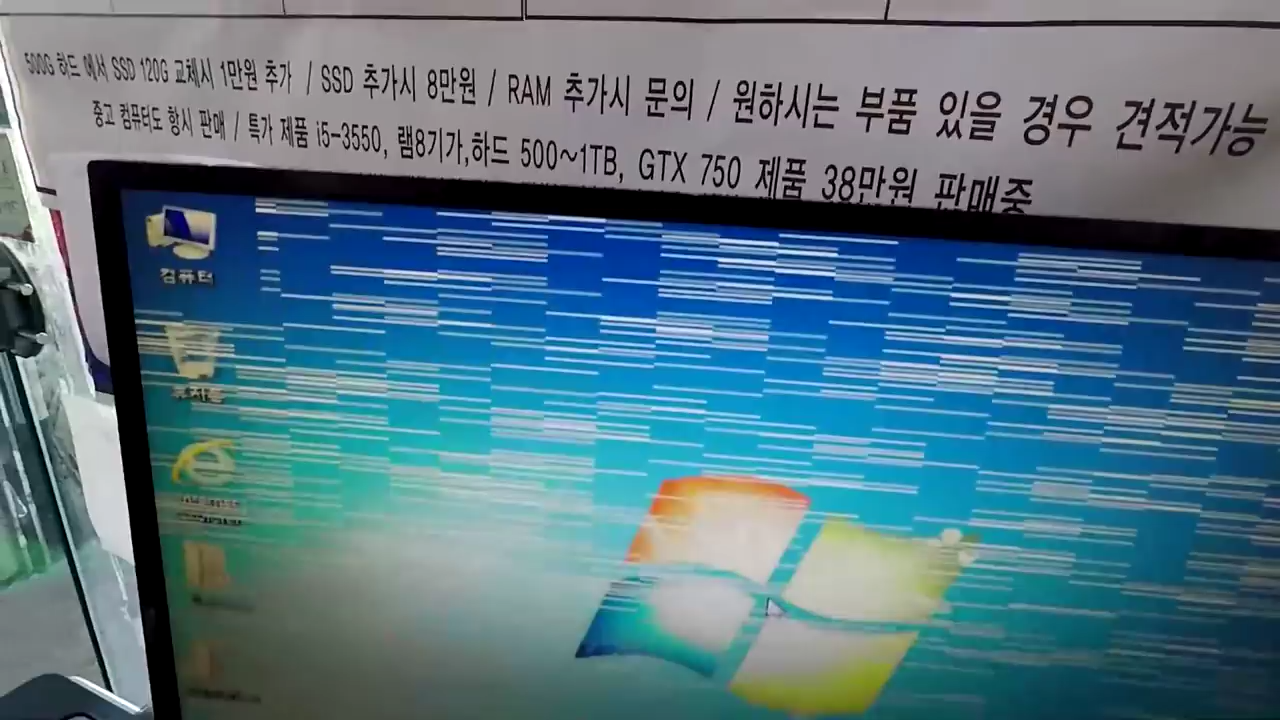 500G 하드 에서 SSD 120G 교체시 1만원 추가 / SSD 추가시 8만원 / RAM 추가시 문의 / 원하시는 부품 있을 경우 견적가능
중고 컴퓨터도 항시 판매 / 특가 제품 i5-3550, 램8기가,하드 500~1TB, GTX 750 제품 38만원 판매중
컴퓨터
휴지통